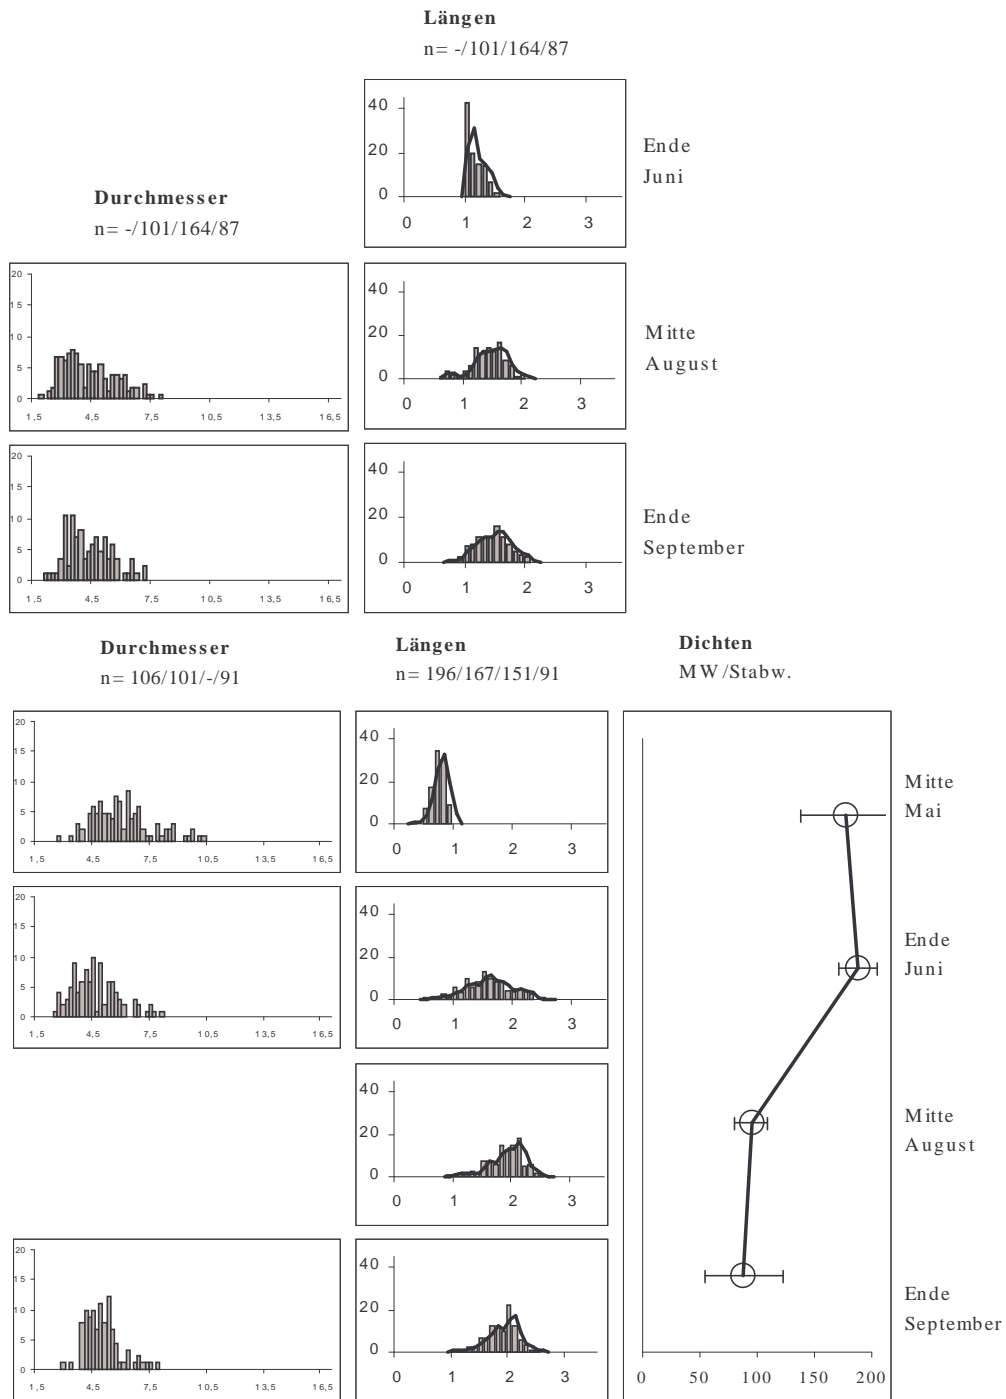 Längen
n= -/101/164/87
40
20
0
0 1 2 3
Ende
Juni
Durchmesser
n= -/101/164/87
20
15
10
5
0
1,5 4,5 7,5 10,5 13,5 16,5
40
20
0
0 1 2 3
Mitte
August
20
15
10
5
0
1,5 4,5 7,5 10,5 13,5 16,5
40
20
0
0 1 2 3
Ende
September
Durchmesser
n= 106/101/-/91
Längen
n= 196/167/151/91
Dichten
MW/Stabw.
20
15
10
5
0
1,5 4,5 7,5 10,5 13,5 16,5
40
20
0
0 1 2 3
Mitte
Mai
20
15
10
5
0
1,5 4,5 7,5 10,5 13,5 16,5
40
20
0
0 1 2 3
Ende
Juni
40
20
0
0 1 2 3
Mitte
August
20
15
10
5
0
1,5 4,5 7,5 10,5 13,5 16,5
40
20
0
0 1 2 3
Ende
September
0 50 100 150 200